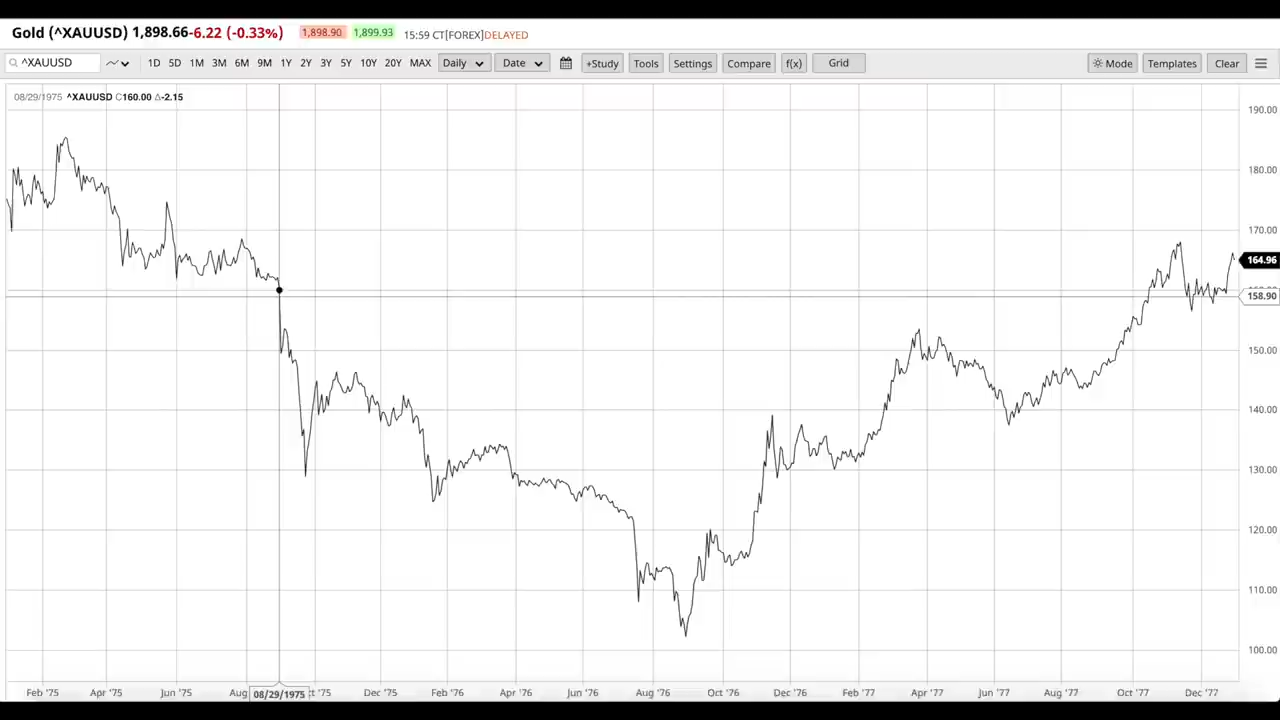 Gold (^XAUUSD) 1,898.66-6.22 (-0.33%) 1,898.90 1,899.93 15:59 CT[FOREX]DELAYED
^XAUUSD 1D 5D 1M 3M 6M 9M 1Y 2Y 3Y 5Y 10Y 20Y MAX Daily Date +Study Tools Settings Compare f(x) Grid Mode Templates Clear
08/29/1975 ^XAUUSD C160.00 Δ-2.15
190.00
180.00
170.00
164.96
158.90
150.00
140.00
130.00
120.00
110.00
100.00
Feb '75 Apr '75 Jun '75 Aug 08/29/1975 ct '75 Dec '75 Feb '76 Apr '76 Jun '76 Aug '76 Oct '76 Dec '76 Feb '77 Apr '77 Jun '77 Aug '77 Oct '77 Dec '77